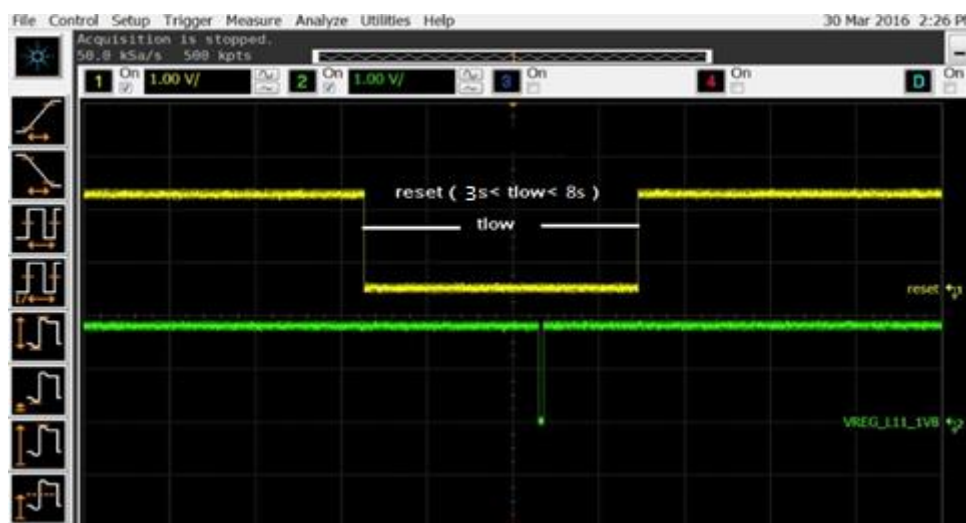 File Control Setup Trigger Measure Analyze Utilities Help 30 Mar 2016 2:26 PM
Acquisition is stopped.
50.0 kSa/s 500 kpts
1 On 1.00 V/ 2 On 1.00 V/ 3 On 4 On D On
reset ( 3s< tlow< 8s )
tlow
reset
VREG_L11_1V8